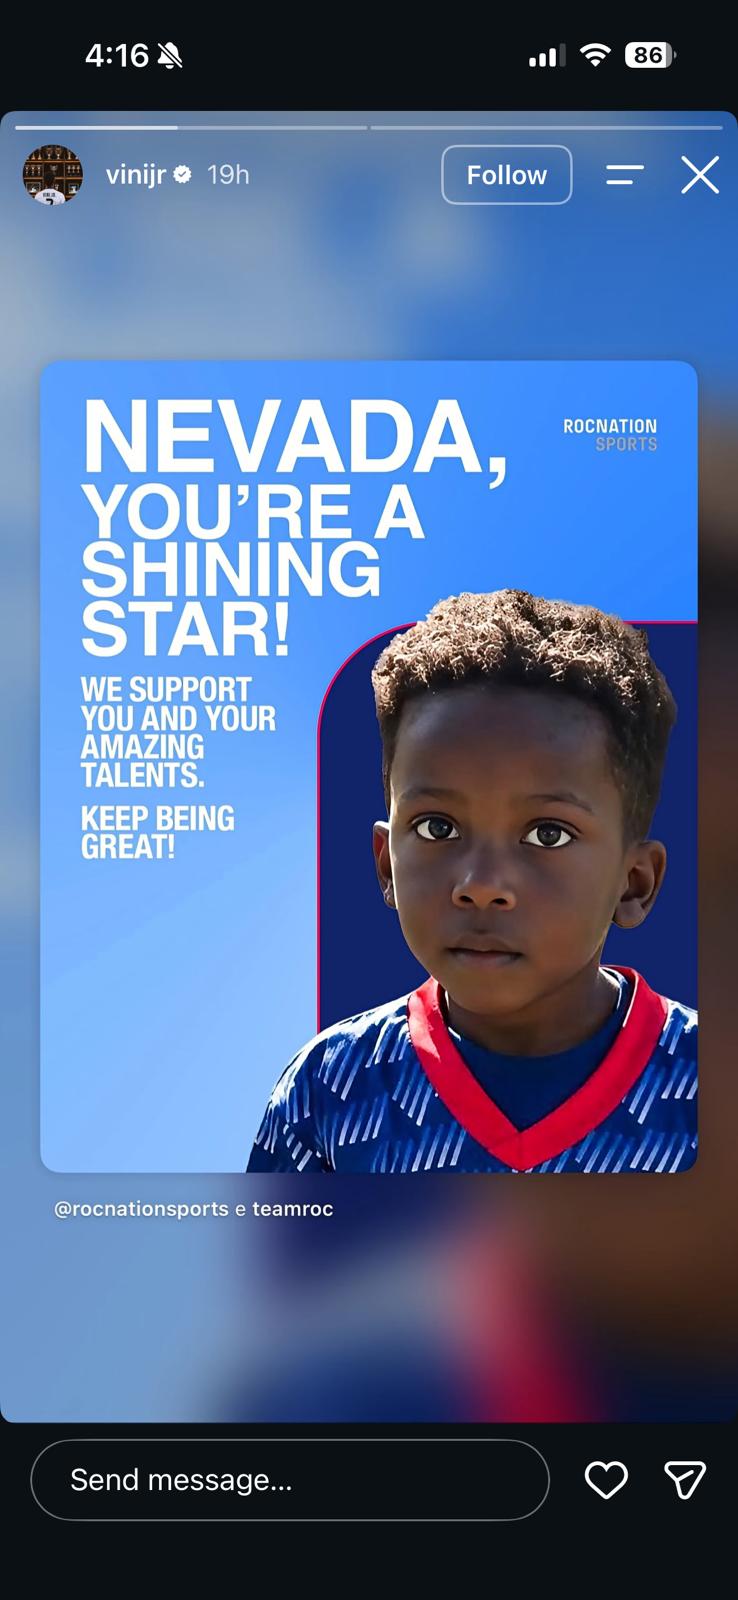 4:16
86
vinijr 19h
Follow
NEVADA,
YOU’RE A
SHINING
STAR!
ROCNATION
SPORTS
WE SUPPORT
YOU AND YOUR
AMAZING
TALENTS.
KEEP BEING
GREAT!
@rocnationsports e teamroc
Send message...